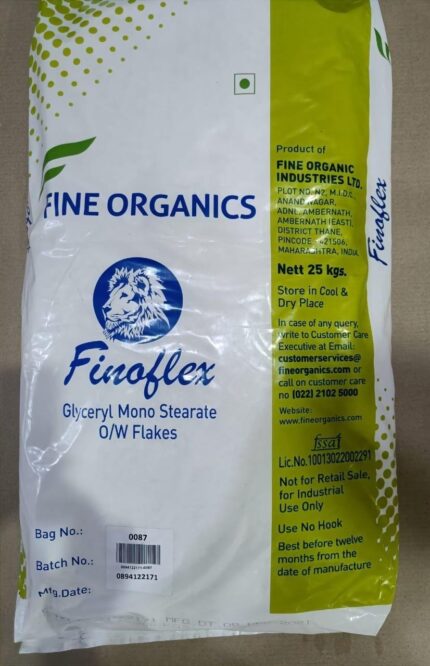 FINE ORGANICS
Finoflex
Glyceryl Mono Stearate
O/W Flakes
Bag No.:
0087
Batch No.:
0894122171
Mfg.Date:
Product of
FINE ORGANIC
INDUSTRIES LTD.
PLOT NO. N2, M.I.D.C,
ANAND NAGAR,
ADNL. AMBERNATH,
AMBERNATH (EAST),
DISTRICT THANE,
PINCODE - 421506,
MAHARASHTRA, INDIA.
Nett 25 kgs.
Store in Cool &
Dry Place
In case of any query,
write to Customer Care
Executive at Email:
customerservices@
fineorganics.com or
call on customer care
no (022) 2102 5000
Website:
www.fineorganics.com
fssai
Lic.No.10013022002291
Not for Retail Sale,
for Industrial
Use Only
Use No Hook
Best before twelve
months from the
date of manufacture
Finoflex